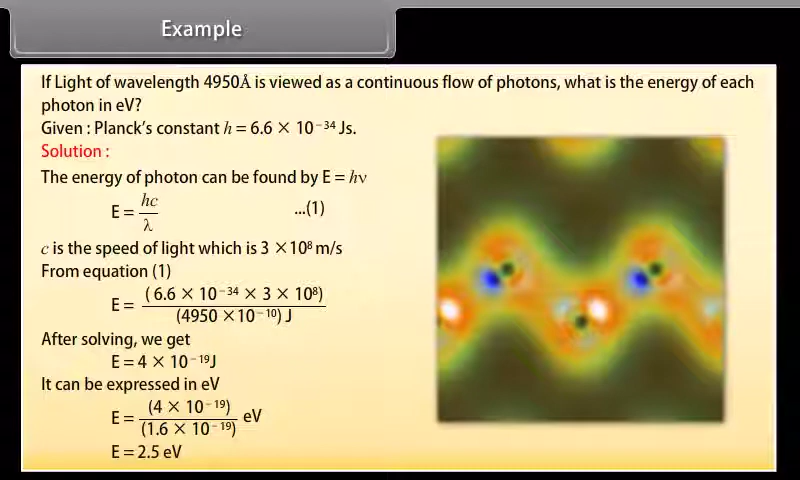 Example
If Light of wavelength 4950Å is viewed as a continuous flow of photons, what is the energy of each
photon in eV?
Given : Planck's constant h = 6.6 × 10⁻³⁴ Js.
Solution :
The energy of photon can be found by E = hν
E = hc/λ ...(1)
c is the speed of light which is 3 ×10⁸ m/s
From equation (1)
E = (6.6 × 10⁻³⁴ × 3 × 10⁸)/(4950 ×10⁻¹⁰) J
After solving, we get
E = 4 × 10⁻¹⁹J
It can be expressed in eV
E = (4 × 10⁻¹⁹)/(1.6 × 10⁻¹⁹) eV
E = 2.5 eV